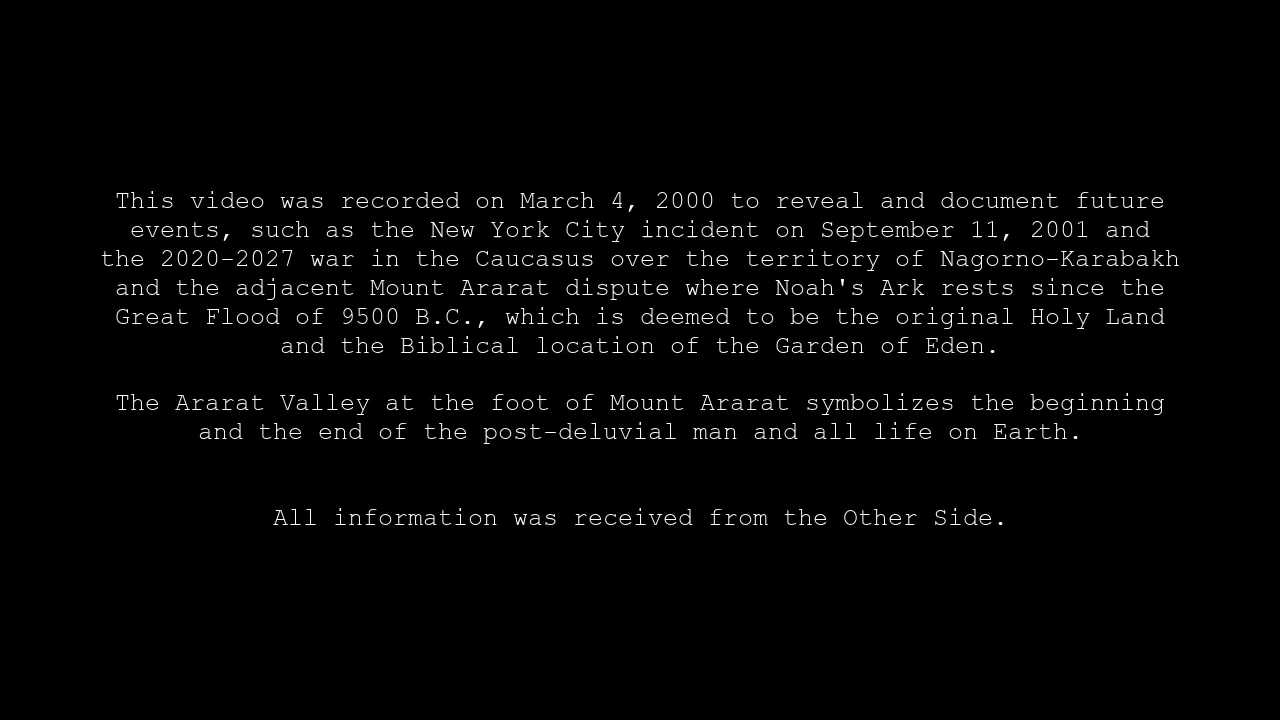 This video was recorded on March 4, 2000 to reveal and document future
events, such as the New York City incident on September 11, 2001 and
the 2020-2027 war in the Caucasus over the territory of Nagorno-Karabakh
and the adjacent Mount Ararat dispute where Noah's Ark rests since the
Great Flood of 9500 B.C., which is deemed to be the original Holy Land
and the Biblical location of the Garden of Eden.
The Ararat Valley at the foot of Mount Ararat symbolizes the beginning
and the end of the post-deluvial man and all life on Earth.
All information was received from the Other Side.